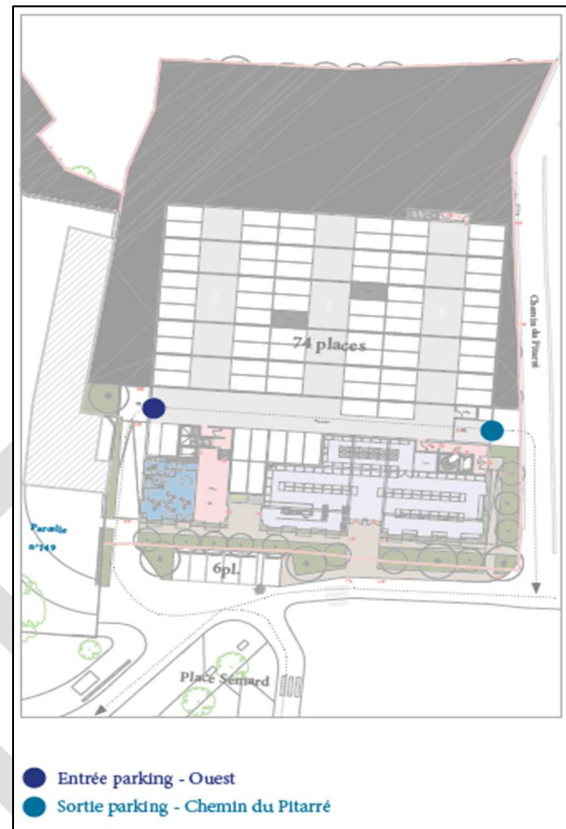 Chemin du Pitarré
74 places
Parcelle
n°149
6pl.
Place Sémard
Entrée parking - Ouest
Sortie parking - Chemin du Pitarré